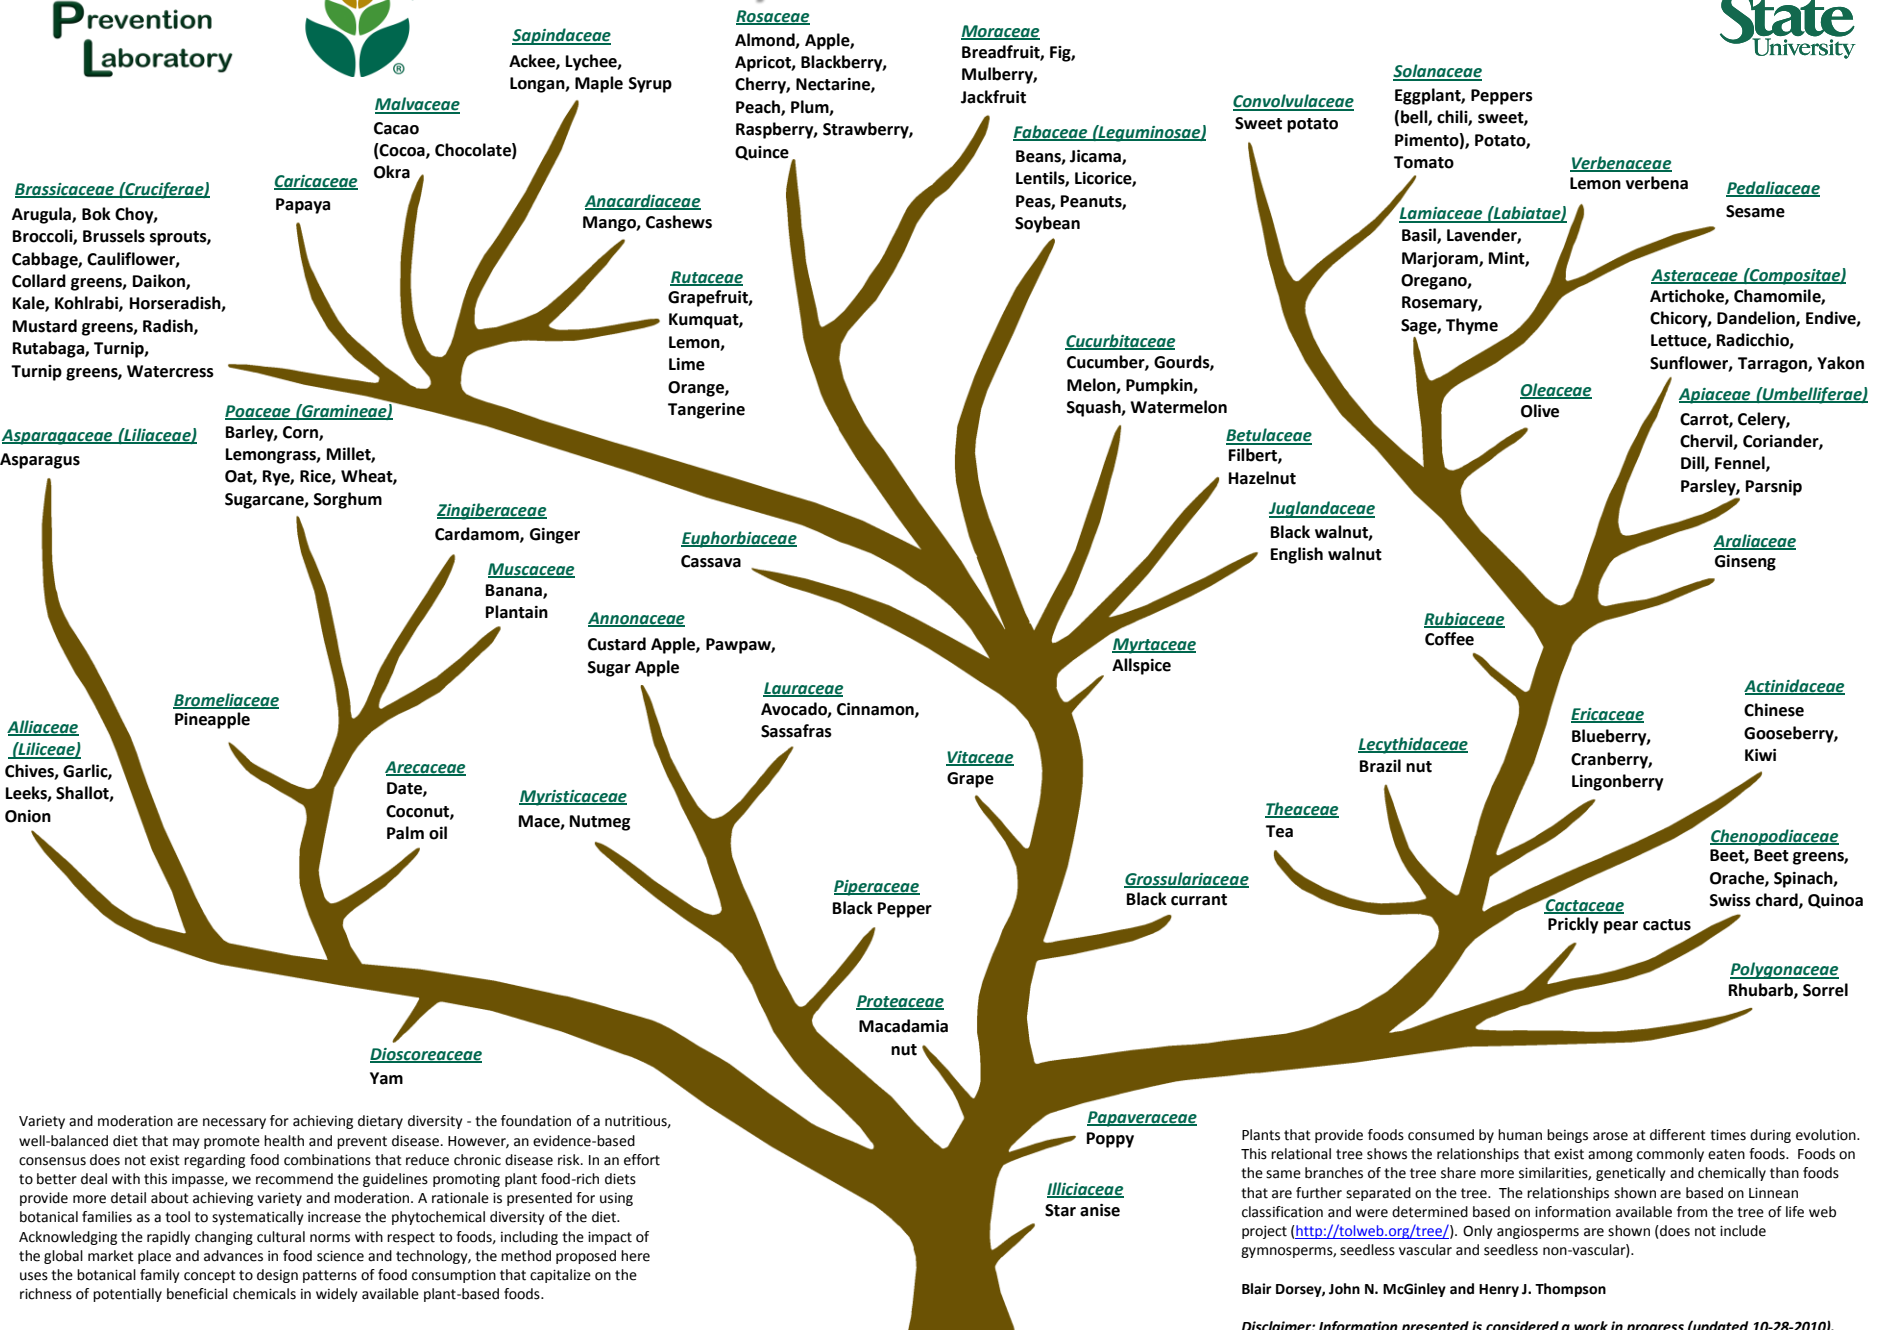 Prevention
Laboratory
®
State
University
Sapindaceae
Ackee, Lychee,
Longan, Maple Syrup
Rosaceae
Almond, Apple,
Apricot, Blackberry,
Cherry, Nectarine,
Peach, Plum,
Raspberry, Strawberry,
Quince
Moraceae
Breadfruit, Fig,
Mulberry,
Jackfruit
Solanaceae
Eggplant, Peppers
(bell, chili, sweet,
Pimento), Potato,
Tomato
Convolvulaceae
Sweet potato
Malvaceae
Cacao
(Cocoa, Chocolate)
Okra
Fabaceae (Leguminosae)
Beans, Jicama,
Lentils, Licorice,
Peas, Peanuts,
Soybean
Verbenaceae
Lemon verbena
Pedaliaceae
Sesame
Brassicaceae (Cruciferae)
Arugula, Bok Choy,
Broccoli, Brussels sprouts,
Cabbage, Cauliflower,
Collard greens, Daikon,
Kale, Kohlrabi, Horseradish,
Mustard greens, Radish,
Rutabaga, Turnip,
Turnip greens, Watercress
Caricaceae
Papaya
Anacardiaceae
Mango, Cashews
Lamiaceae (Labiatae)
Basil, Lavender,
Marjoram, Mint,
Oregano,
Rosemary,
Sage, Thyme
Rutaceae
Grapefruit,
Kumquat,
Lemon,
Lime
Orange,
Tangerine
Asteraceae (Compositae)
Artichoke, Chamomile,
Chicory, Dandelion, Endive,
Lettuce, Radicchio,
Sunflower, Tarragon, Yakon
Cucurbitaceae
Cucumber, Gourds,
Melon, Pumpkin,
Squash, Watermelon
Oleaceae
Olive
Apiaceae (Umbelliferae)
Carrot, Celery,
Chervil, Coriander,
Dill, Fennel,
Parsley, Parsnip
Poaceae (Gramineae)
Barley, Corn,
Lemongrass, Millet,
Oat, Rye, Rice, Wheat,
Sugarcane, Sorghum
Asparagaceae (Liliaceae)
Asparagus
Betulaceae
Filbert,
Hazelnut
Zingiberaceae
Cardamom, Ginger
Juglandaceae
Black walnut,
English walnut
Euphorbiaceae
Cassava
Araliaceae
Ginseng
Muscaceae
Banana,
Plantain
Annonaceae
Custard Apple, Pawpaw,
Sugar Apple
Rubiaceae
Coffee
Myrtaceae
Allspice
Lauraceae
Avocado, Cinnamon,
Sassafras
Actinidaceae
Chinese
Gooseberry,
Kiwi
Bromeliaceae
Pineapple
Ericaceae
Blueberry,
Cranberry,
Lingonberry
Alliaceae
(Liliceae)
Chives, Garlic,
Leeks, Shallot,
Onion
Lecythidaceae
Brazil nut
Vitaceae
Grape
Arecaceae
Date,
Coconut,
Palm oil
Myristicaceae
Mace, Nutmeg
Theaceae
Tea
Chenopodiaceae
Beet, Beet greens,
Orache, Spinach,
Swiss chard, Quinoa
Piperaceae
Black Pepper
Grossulariaceae
Black currant
Cactaceae
Prickly pear cactus
Polygonaceae
Rhubarb, Sorrel
Proteaceae
Macadamia
nut
Dioscoreaceae
Yam
Papaveraceae
Poppy
Illiciaceae
Star anise
Variety and moderation are necessary for achieving dietary diversity - the foundation of a nutritious,
well-balanced diet that may promote health and prevent disease. However, an evidence-based
consensus does not exist regarding food combinations that reduce chronic disease risk. In an effort
to better deal with this impasse, we recommend the guidelines promoting plant food-rich diets
provide more detail about achieving variety and moderation. A rationale is presented for using
botanical families as a tool to systematically increase the phytochemical diversity of the diet.
Acknowledging the rapidly changing cultural norms with respect to foods, including the impact of
the global market place and advances in food science and technology, the method proposed here
uses the botanical family concept to design patterns of food consumption that capitalize on the
richness of potentially beneficial chemicals in widely available plant-based foods.
Plants that provide foods consumed by human beings arose at different times during evolution.
This relational tree shows the relationships that exist among commonly eaten foods. Foods on
the same branches of the tree share more similarities, genetically and chemically than foods
that are further separated on the tree. The relationships shown are based on Linnean
classification and were determined based on information available from the tree of life web
project (http://tolweb.org/tree/). Only angiosperms are shown (does not include
gymnosperms, seedless vascular and seedless non-vascular).
Blair Dorsey, John N. McGinley and Henry J. Thompson
Disclaimer: Information presented is considered a work in progress (updated 10-28-2010).